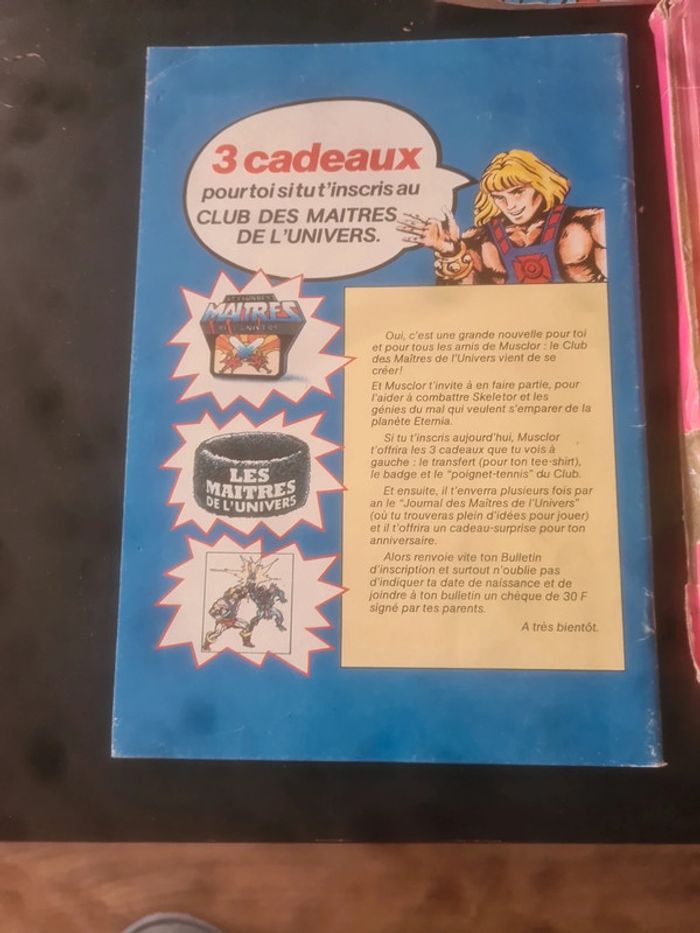 3 cadeaux
pour toi si tu t'inscris au
CLUB DES MAITRES
DE L'UNIVERS.
MAITRES
LES
MAITRES
DE L'UNIVERS
Oui, c'est une grande nouvelle pour toi
et pour tous les amis de Musclor : le Club
des Maîtres de l'Univers vient de se
créer!
Et Musclor t'invite à en faire partie, pour
l'aider à combattre Skeletor et les
génies du mal qui veulent s'emparer de la
planète Eternia.
Si tu t'inscris aujourd'hui, Musclor
t'offrira les 3 cadeaux que tu vois à
gauche : le transfert (pour ton tee-shirt),
le badge et le "poignet-tennis" du Club.
Et ensuite, il t'enverra plusieurs fois par
an le "Journal des Maîtres de l'Univers"
(où tu trouveras plein d'idées pour jouer)
et il t'offrira un cadeau-surprise pour ton
anniversaire.
Alors renvoie vite ton Bulletin
d'inscription et surtout n'oublie pas
d'indiquer ta date de naissance et de
joindre à ton bulletin un chèque de 30 F
signé par tes parents.
A très bientôt.